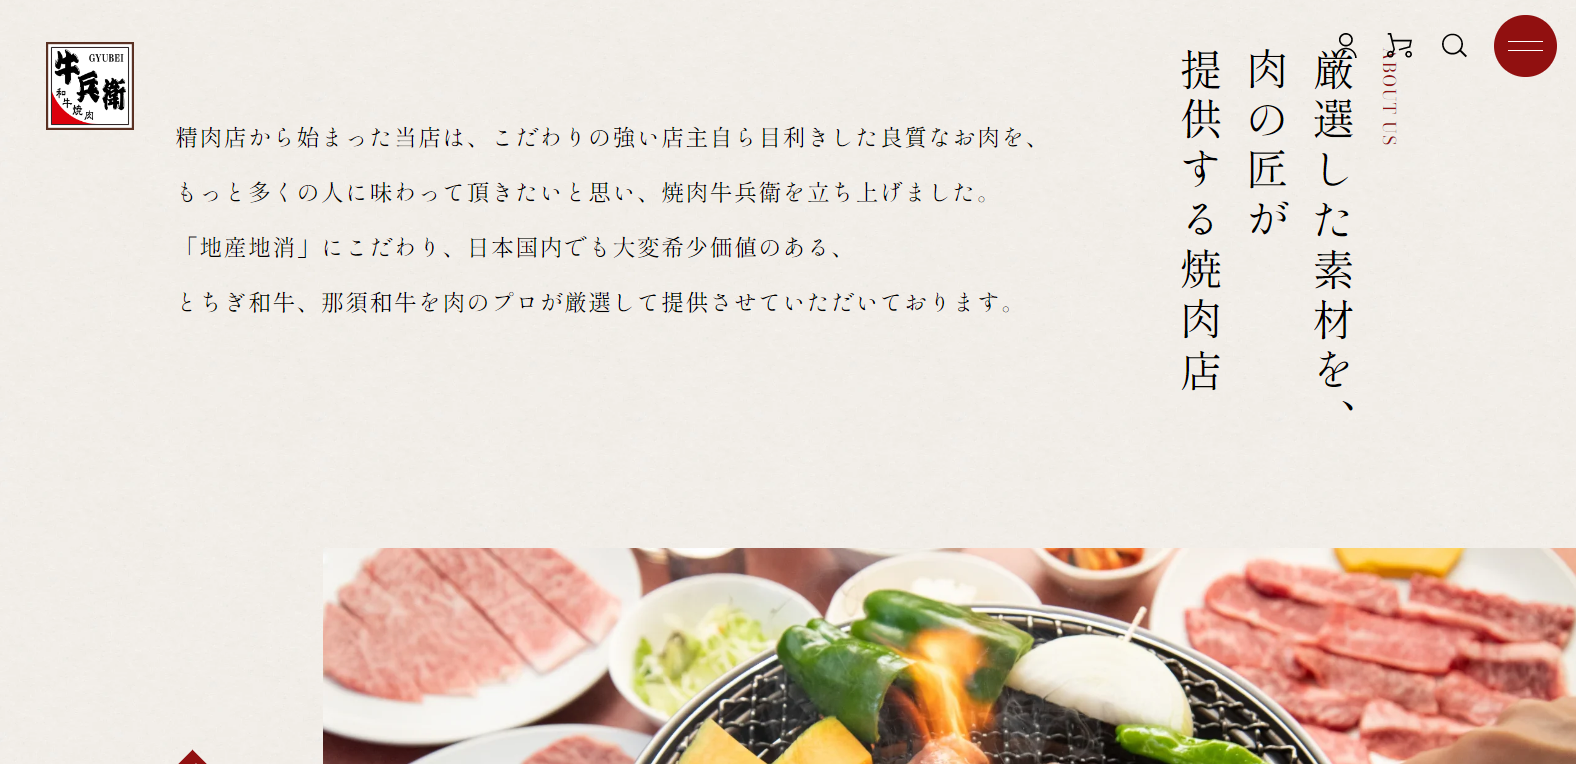 牛兵衛
GYUBEI
和牛焼肉
ABOUT US
厳選した素材を、
肉の匠が
提供する焼肉店
精肉店から始まった当店は、こだわりの強い店主自ら目利きした良質なお肉を、
もっと多くの人に味わって頂きたいと思い、焼肉牛兵衛を立ち上げました。
「地産地消」にこだわり、日本国内でも大変希少価値のある、
とちぎ和牛、那須和牛を肉のプロが厳選して提供させていただいております。